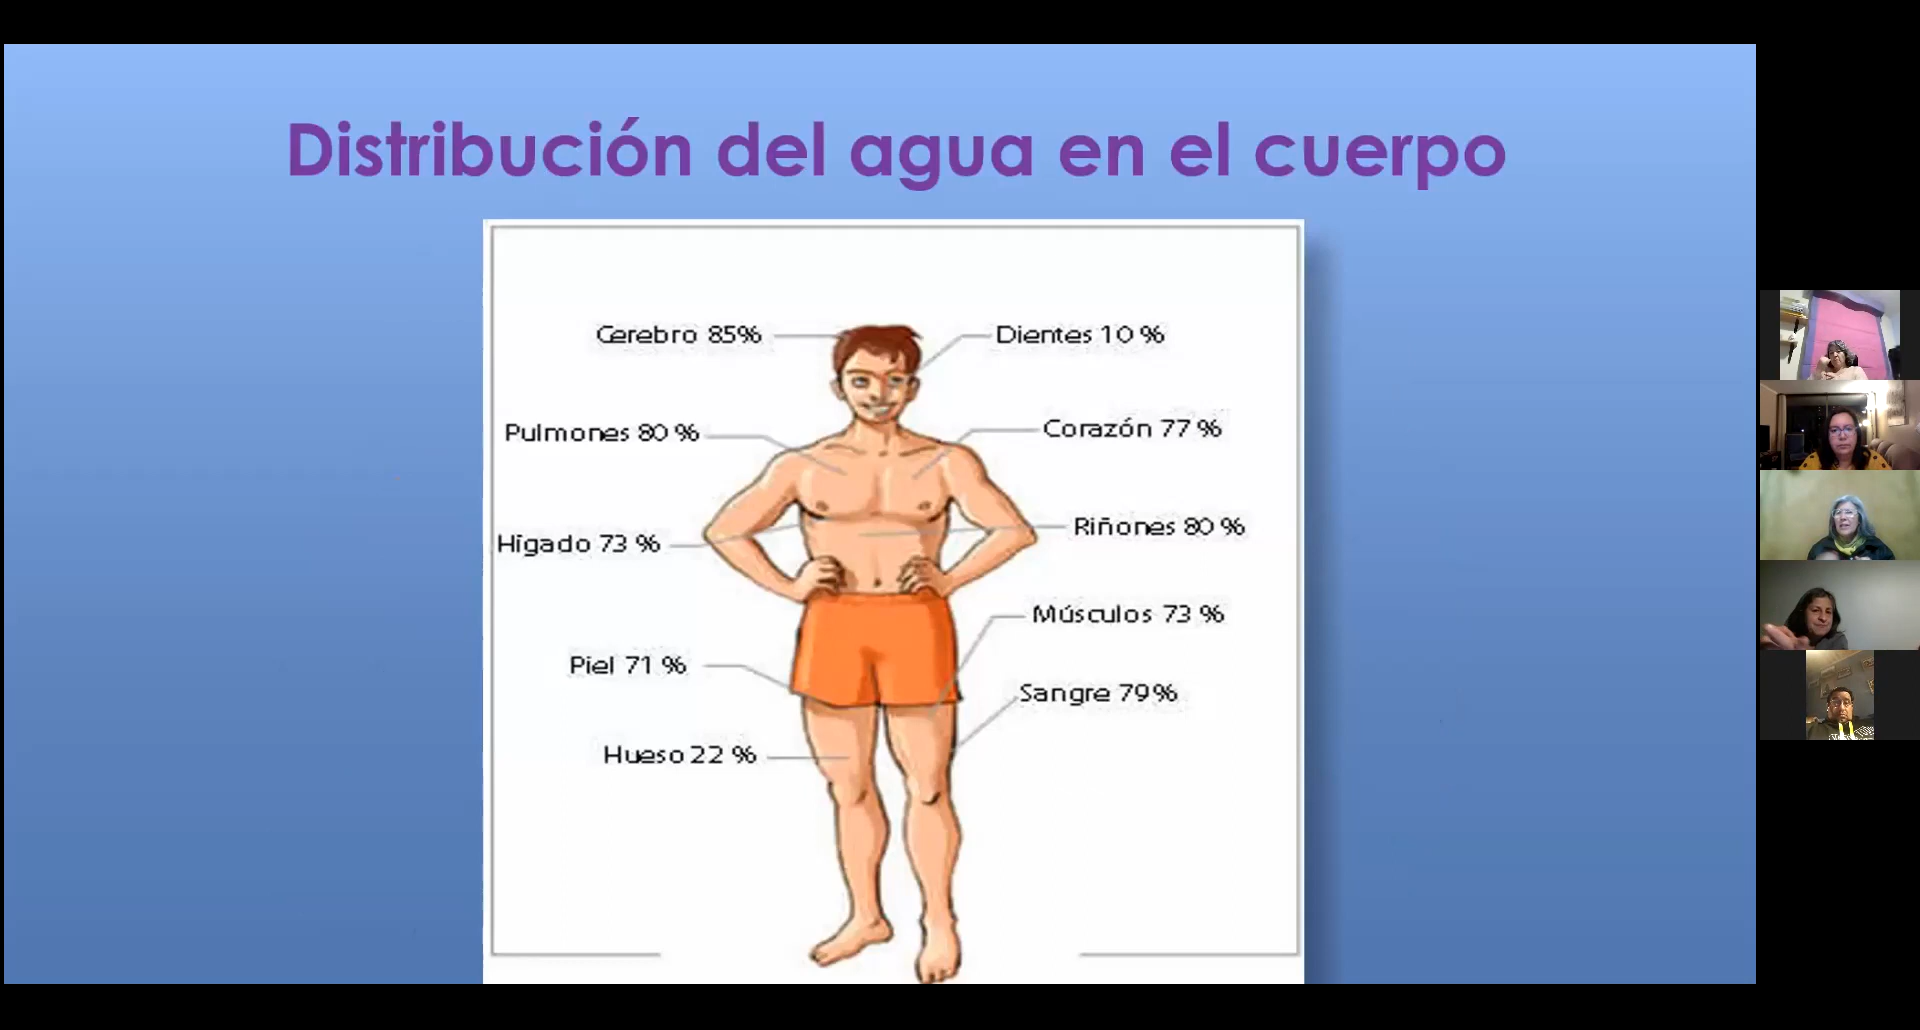 Distribución del agua en el cuerpo
Cerebro 85%
Dientes 10 %
Pulmones 80 %
Corazón 77 %
Riñones 80 %
Higado 73 %
Músculos 73 %
Piel 71 %
Sangre 79%
Hueso 22 %